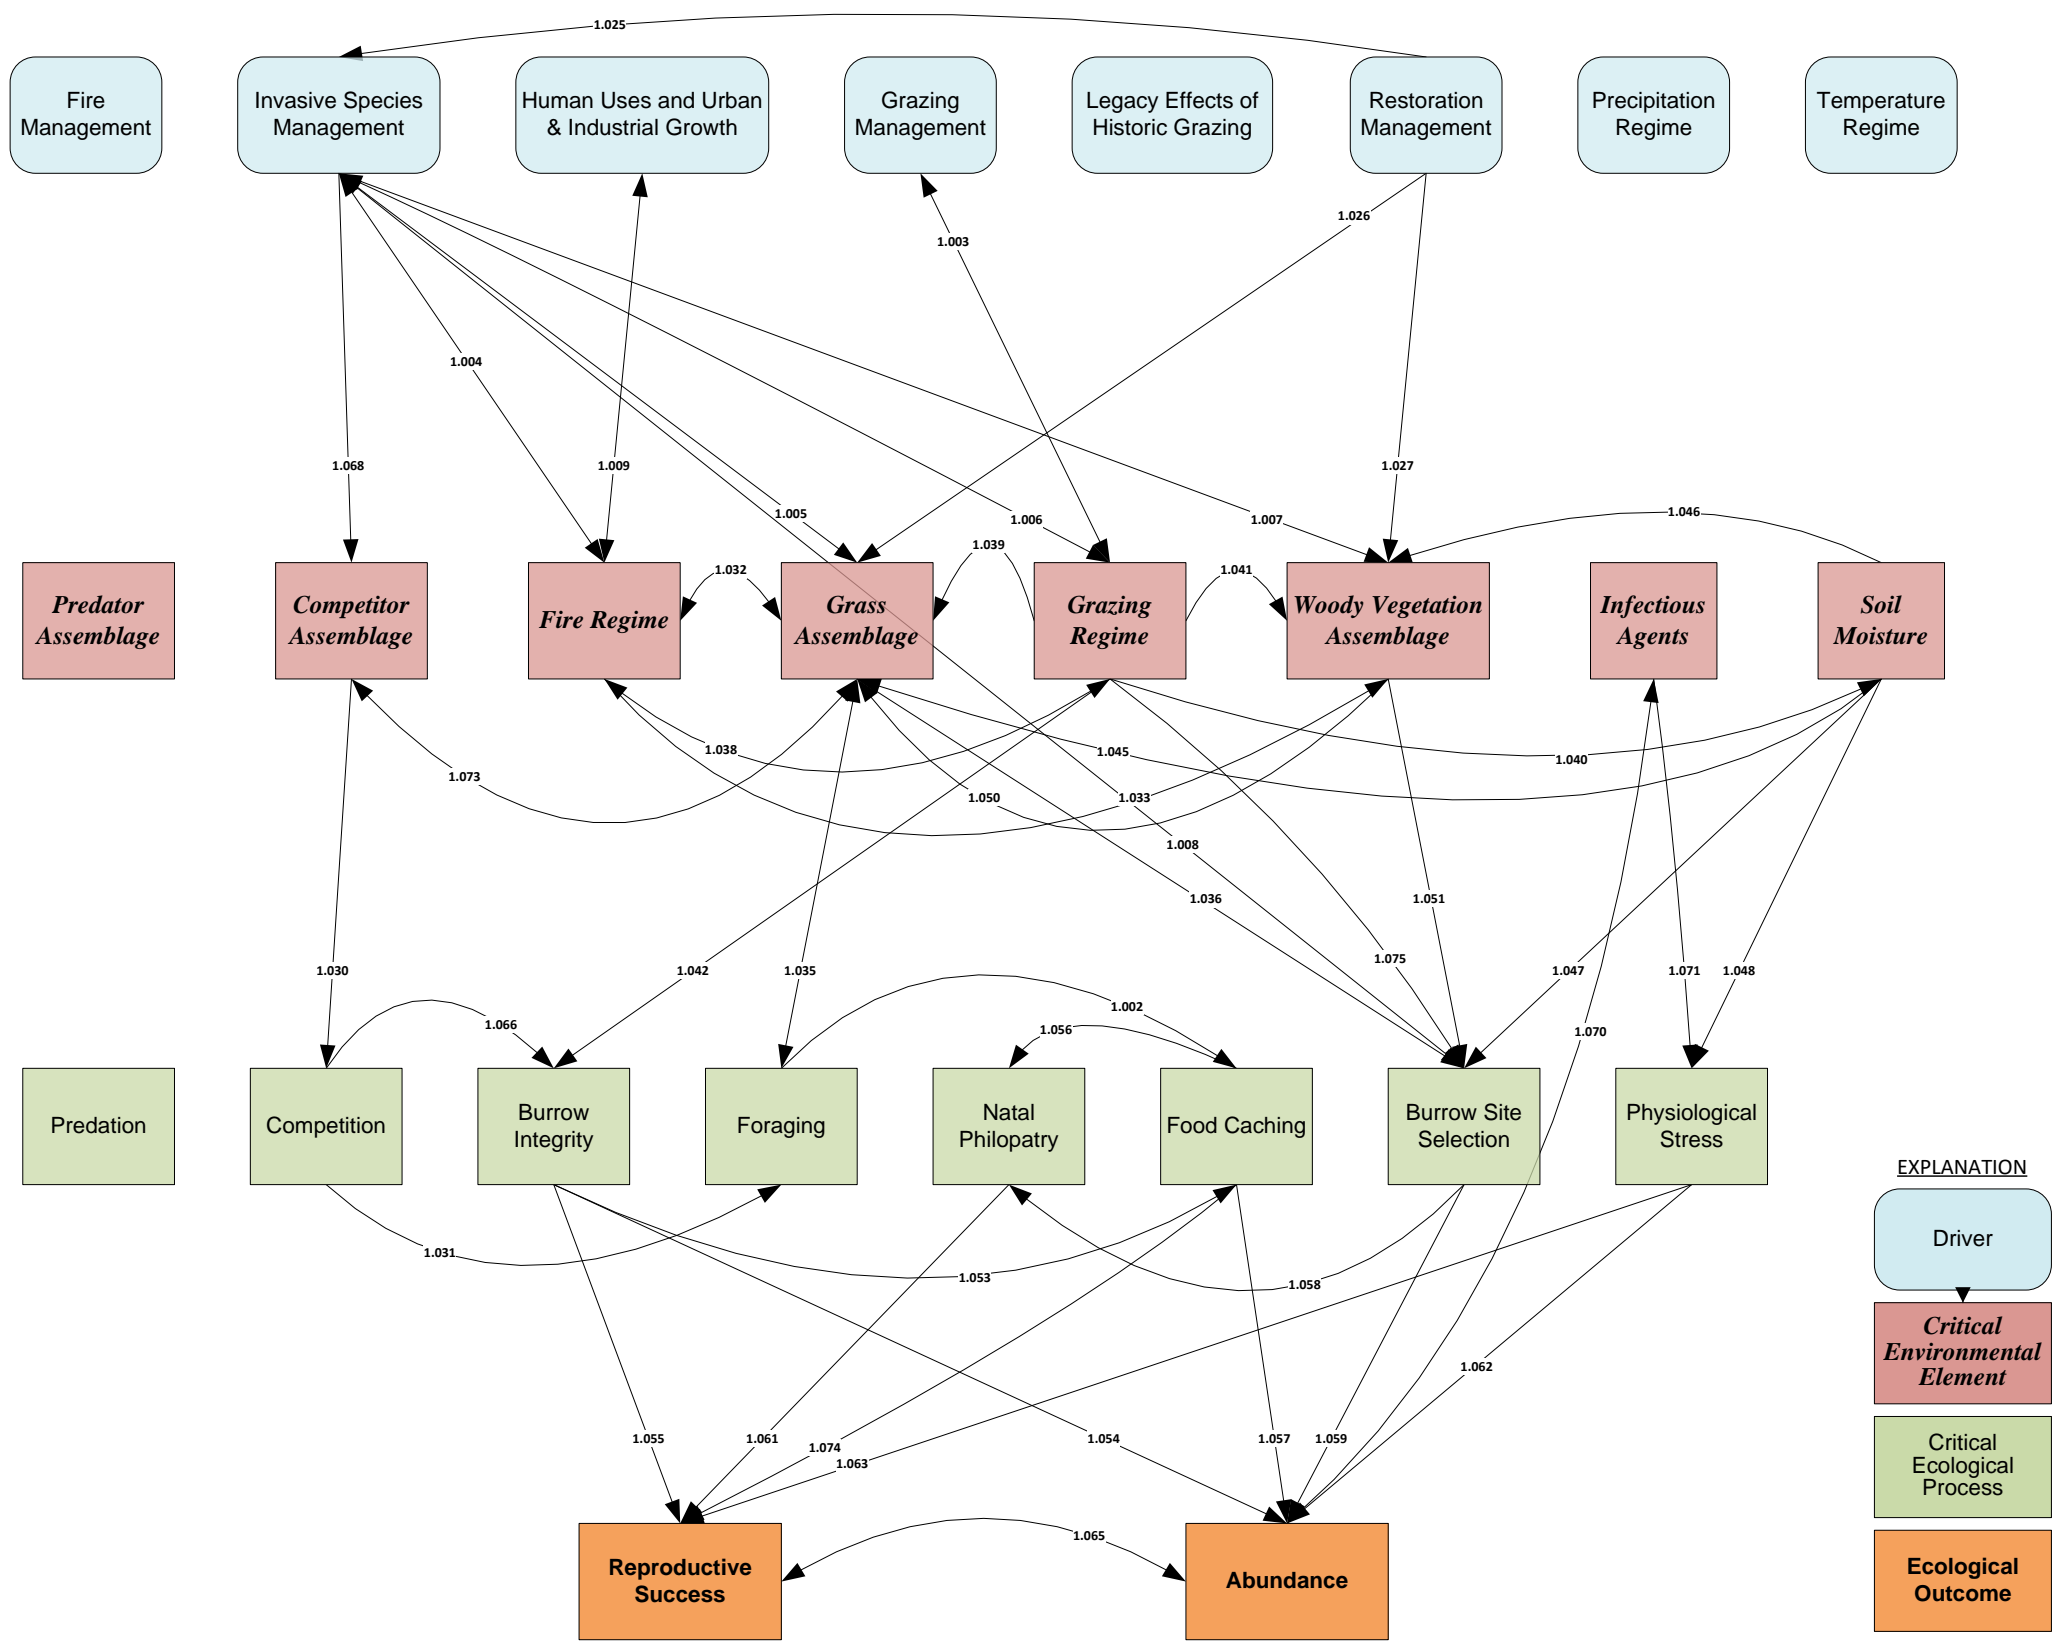 1.025
Fire
Management
Invasive Species
Management
Human Uses and Urban
& Industrial Growth
Grazing
Management
Legacy Effects of
Historic Grazing
Restoration
Management
Precipitation
Regime
Temperature
Regime
1.026
1.003
1.004
1.068
1.009
1.027
1.005
1.006
1.007
1.046
1.039
1.032
1.041
Predator
Assemblage
Competitor
Assemblage
Fire Regime
Grass
Assemblage
Grazing
Regime
Woody Vegetation
Assemblage
Infectious
Agents
Soil
Moisture
1.038
1.045
1.040
1.073
1.050
1.033
1.008
1.036
1.051
1.075
1.030
1.042
1.035
1.047
1.071
1.048
1.002
1.066
1.056
1.070
Predation
Competition
Burrow
Integrity
Foraging
Natal
Philopatry
Food Caching
Burrow Site
Selection
Physiological
Stress
EXPLANATION
Driver
1.031
1.053
1.058
Critical
Environmental
Element
1.062
1.055
1.061
1.074
1.063
1.054
1.057
1.059
Critical
Ecological
Process
1.065
Reproductive
Success
Abundance
Ecological
Outcome